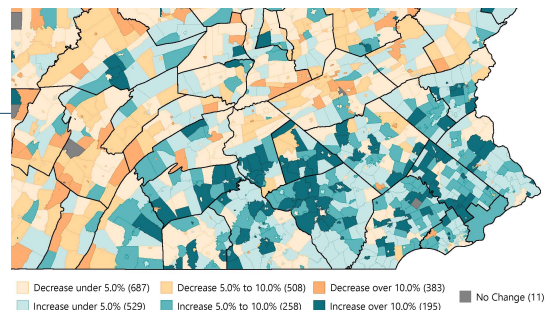 Decrease under 5.0% (687) Decrease 5.0% to 10.0% (508) Decrease over 10.0% (383)
Increase under 5.0% (529) Increase 5.0% to 10.0% (258) Increase over 10.0% (195)
No Change (11)